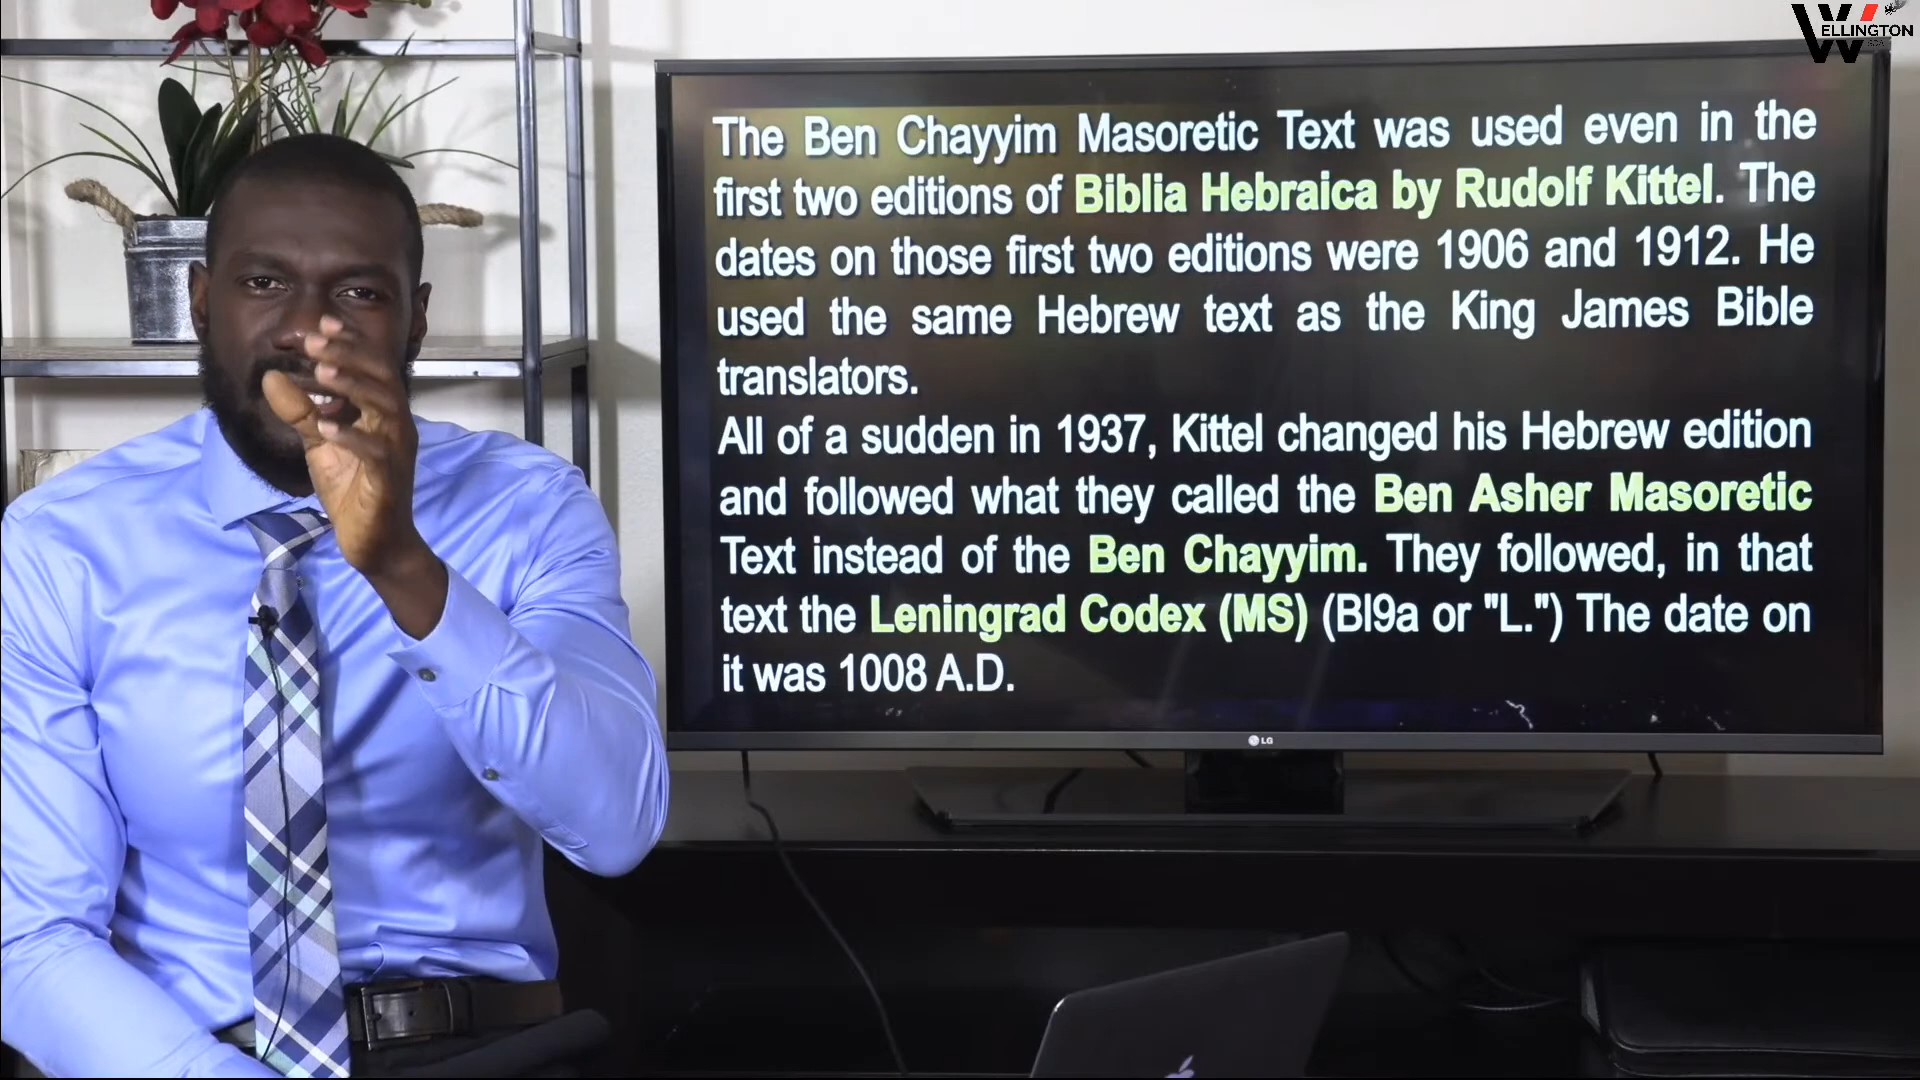 WELLINGTON
The Ben Chayyim Masoretic Text was used even in the
first two editions of Biblia Hebraica by Rudolf Kittel. The
dates on those first two editions were 1906 and 1912. He
used the same Hebrew text as the King James Bible
translators.
All of a sudden in 1937, Kittel changed his Hebrew edition
and followed what they called the Ben Asher Masoretic
Text instead of the Ben Chayyim. They followed, in that
text the Leningrad Codex (MS) (Bl9a or "L.") The date on
it was 1008 A.D.
LG